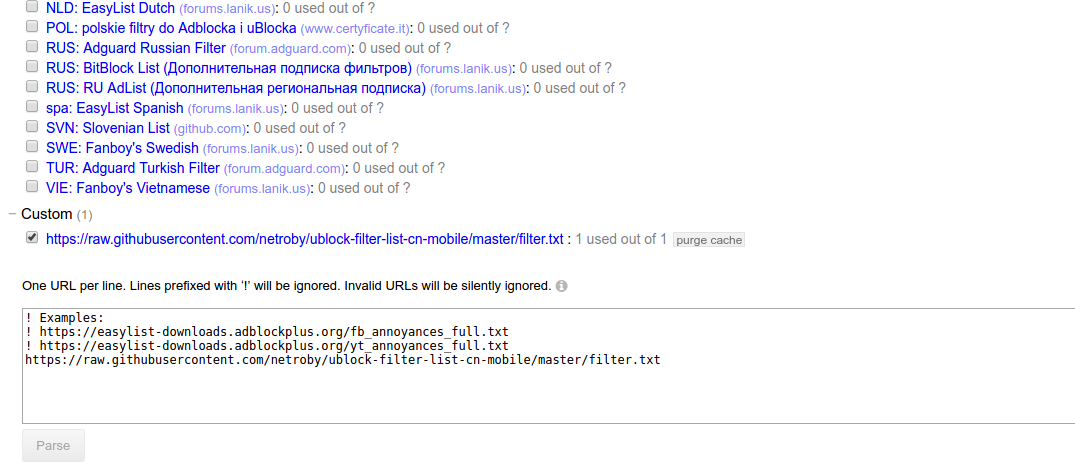 NLD: EasyList Dutch (forums.lanik.us): 0 used out of ?
POL: polskie filtry do Adblocka i uBlocka (www.certyficate.it): 0 used out of ?
RUS: Adguard Russian Filter (forum.adguard.com): 0 used out of ?
RUS: BitBlock List (Дополнительная подписка фильтров) (forums.lanik.us): 0 used out of ?
RUS: RU AdList (Дополнительная региональная подписка) (forums.lanik.us): 0 used out of ?
spa: EasyList Spanish (forums.lanik.us): 0 used out of ?
SVN: Slovenian List (github.com): 0 used out of ?
SWE: Fanboy's Swedish (forums.lanik.us): 0 used out of ?
TUR: Adguard Turkish Filter (forum.adguard.com): 0 used out of ?
VIE: Fanboy's Vietnamese (forums.lanik.us): 0 used out of ?
− Custom (1)
https://raw.githubusercontent.com/netroby/ublock-filter-list-cn-mobile/master/filter.txt : 1 used out of 1 purge cache
One URL per line. Lines prefixed with ‘!’ will be ignored. Invalid URLs will be silently ignored.
! Examples:
! https://easylist-downloads.adblockplus.org/fb_annoyances_full.txt
! https://easylist-downloads.adblockplus.org/yt_annoyances_full.txt
https://raw.githubusercontent.com/netroby/ublock-filter-list-cn-mobile/master/filter.txt
Parse